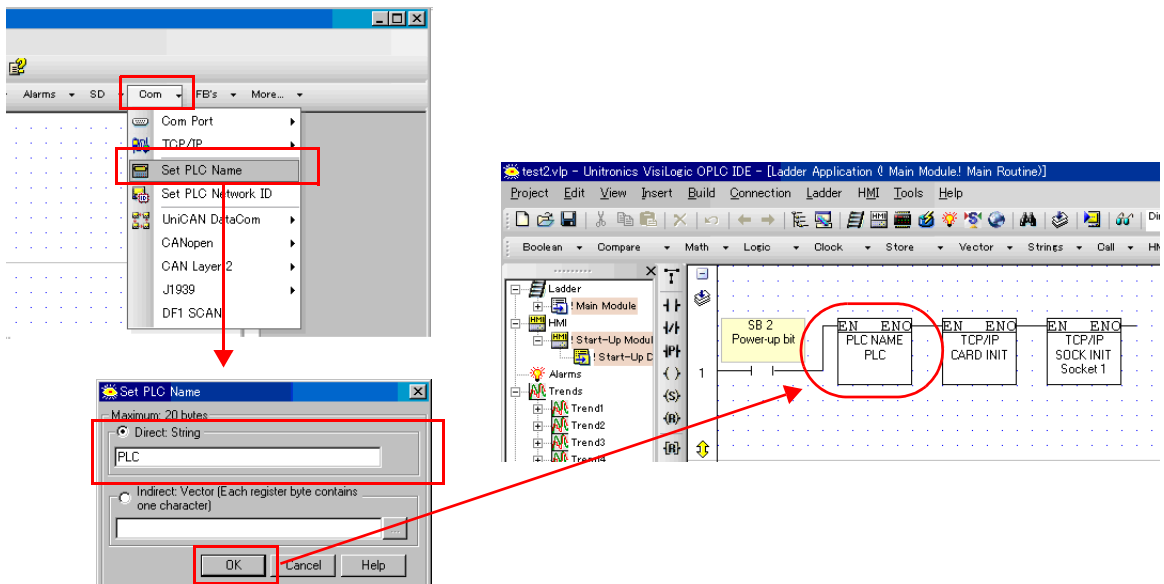 Alarms SD Com FB's More...
Com Port
TCP/IP
Set PLC Name
Set PLC Network ID
UniCAN DataCom
CANopen
CAN Layer 2
J1939
DF1 SCAN
Set PLC Name
Maximum: 20 bytes
Direct: String
PLC
Indirect: Vector (Each register byte contains
one character)
...
OK Cancel Help
test2.vlp - Unitronics VisiLogic OPLC IDE - [Ladder Application (! Main Module.! Main Routine)]
Project Edit View Insert Build Connection Ladder HMI Tools Help
Boolean Compare Math Logic Clock Store Vector Strings Call
Ladder
! Main Module
HMI
! Start-Up Modul
! Start-Up D
Alarms
Trends
Trend1
Trend2
Trend3
Trend4
1
SB 2
Power-up bit
EN ENO
PLC NAME
PLC
EN ENO
TCP/IP
CARD INIT
EN ENO
TCP/IP
SOCK INIT
Socket 1